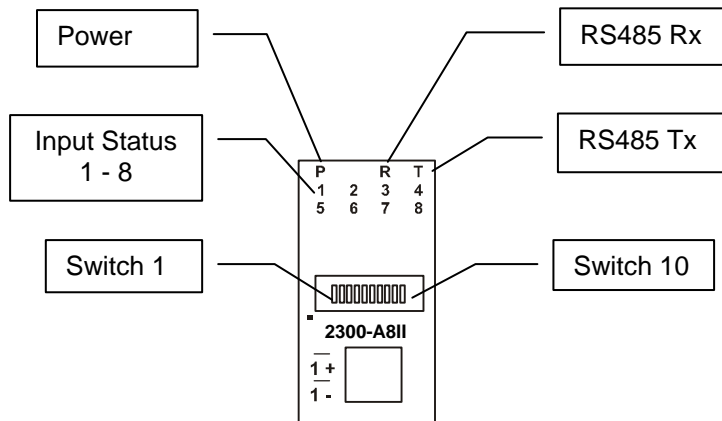 Power
RS485 Rx
Input Status
1 - 8
RS485 Tx
P R T
1 2 3 4
5 6 7 8
Switch 1
Switch 10
2300-A8II
1 +
1 -